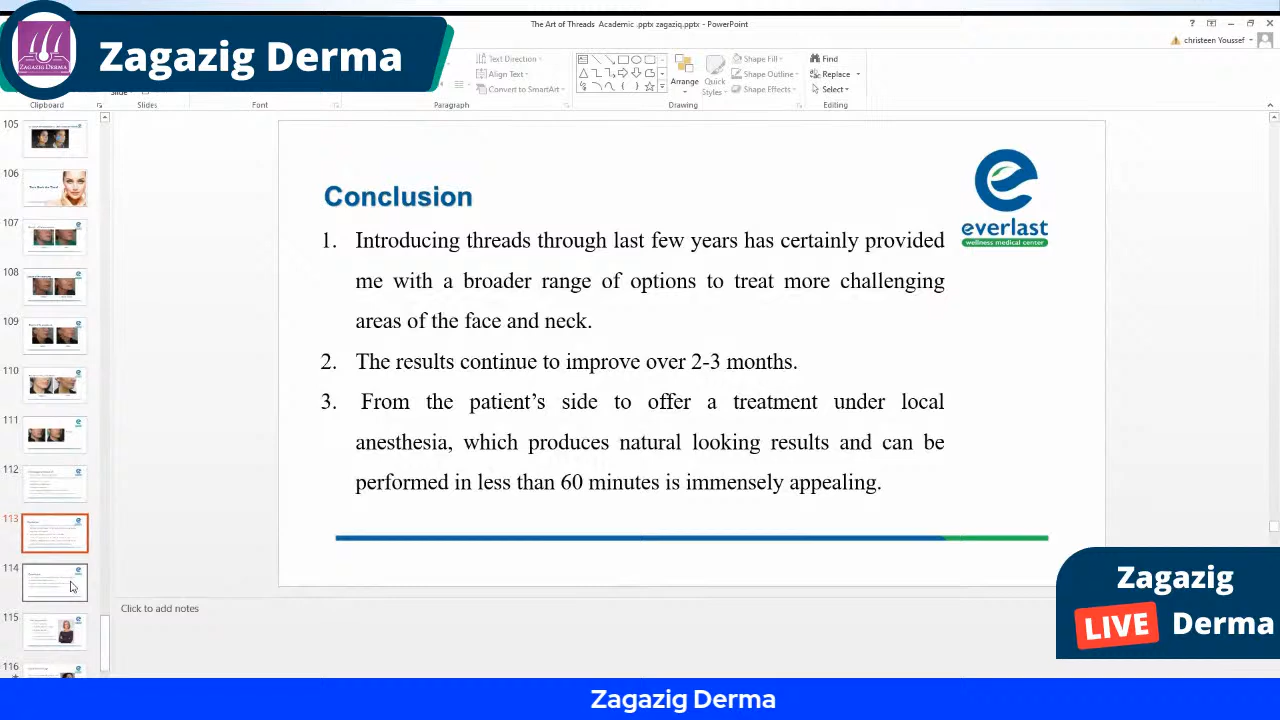 The Art of Threads Academic .pptx zagaziq.pptx - PowerPoint
christeen Youssef
ZAGAZIG DERMA
Zagazig Derma
Text Direction
Align Text
Convert to SmartArt
Arrange
Quick
Styles
Shape Fill
Shape Outline
Shape Effects
Find
Replace
Select
Slide
Clipboard
Slides
Font
Paragraph
Drawing
Editing
105
106
107
108
109
110
111
112
113
114
115
116
everlast
wellness medical center
Conclusion
1. Introducing threads through last few years has certainly provided
me with a broader range of options to treat more challenging
areas of the face and neck.
2. The results continue to improve over 2-3 months.
3. From the patient’s side to offer a treatment under local
anesthesia, which produces natural looking results and can be
performed in less than 60 minutes is immensely appealing.
Click to add notes
Zagazig
LIVE Derma
Zagazig Derma